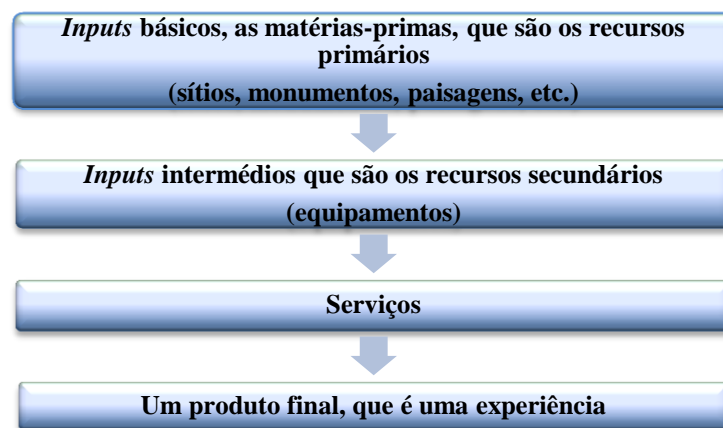 Inputs básicos, as matérias-primas, que são os recursos
primários
(sítios, monumentos, paisagens, etc.)
Inputs intermédios que são os recursos secundários
(equipamentos)
Serviços
Um produto final, que é uma experiência